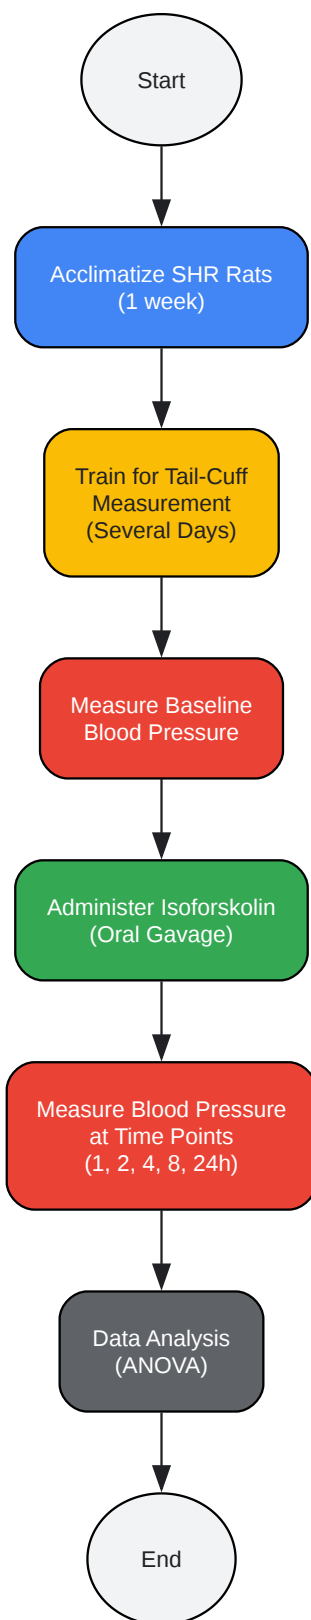 Start
Acclimatize SHR Rats
(1 week)
Train for Tail-Cuff
Measurement
(Several Days)
Measure Baseline
Blood Pressure
Administer Isoforskolin
(Oral Gavage)
Measure Blood Pressure
at Time Points
(1, 2, 4, 8, 24h)
Data Analysis
(ANOVA)
End